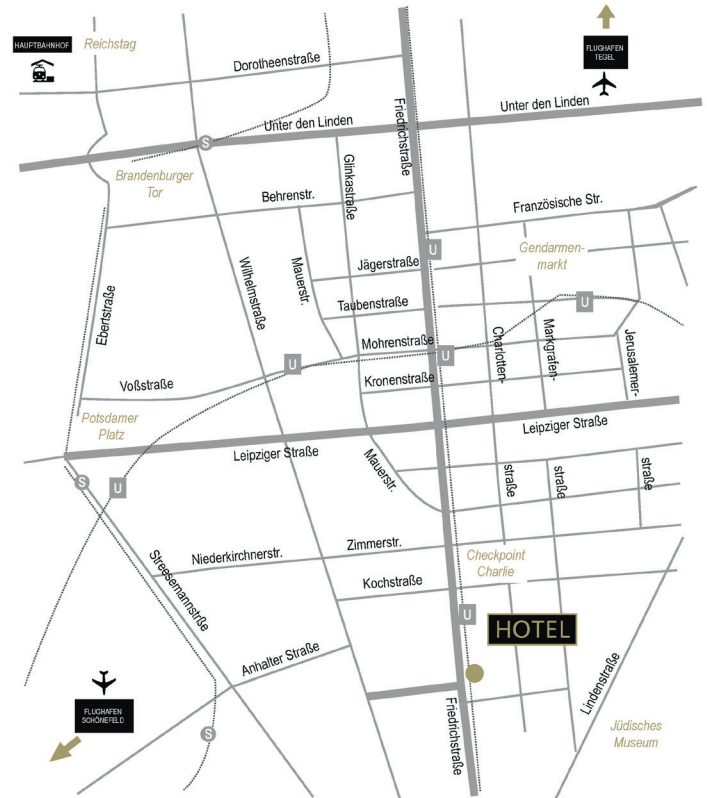 HAUPTBAHNHOF
Reichstag
FLUGHAFEN
TEGEL
Dorotheenstraße
Friedrichstraße
Unter den Linden
Unter den Linden
S
Brandenburger
Tor
Glinkastraße
Behrenstr.
Französische Str.
Mauerstr.
Wilhelmstraße
U
Gendarmen-
markt
Jägerstraße
Ebertstraße
Taubenstraße
U
Mohrenstraße
U
U
Charlotten-
Markgrafen-
Jerusalemer-
Voßstraße
Kronenstraße
Potsdamer
Platz
Leipziger Straße
Leipziger Straße
Mauerstr.
S
U
straße
straße
straße
Niederkirchnerstr.
Zimmerstr.
Checkpoint
Charlie
Stresemannstrße
Kochstraße
U
HOTEL
Anhalter Straße
Lindenstraße
FLUGHAFEN
SCHÖNEFELD
S
Friedrichstraße
Jüdisches
Museum